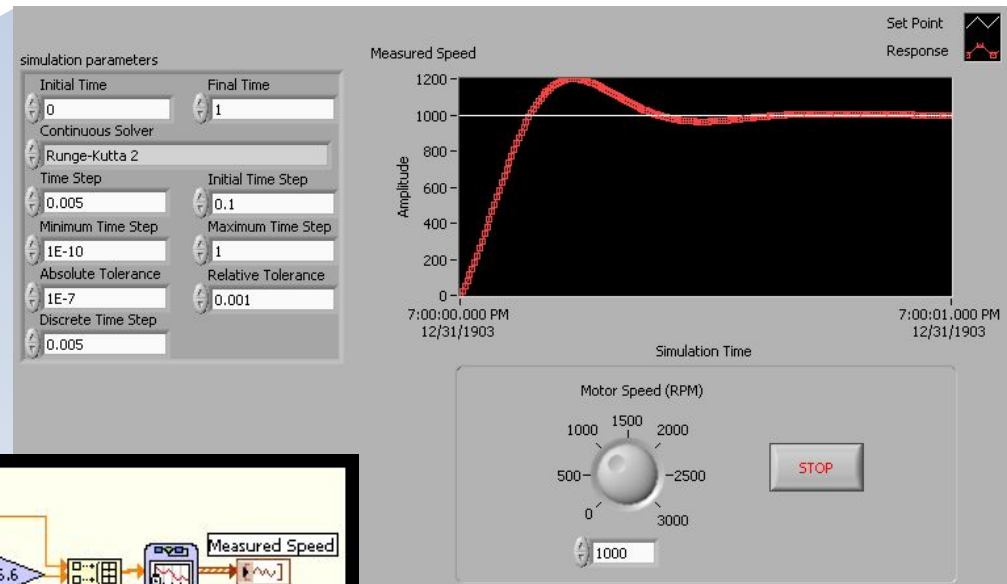 Set Point
Response
simulation parameters
Initial Time
Final Time
0
1
Continuous Solver
Runge-Kutta 2
Time Step
Initial Time Step
0.005
0.1
Minimum Time Step
Maximum Time Step
1E-10
1
Absolute Tolerance
Relative Tolerance
1E-7
0.001
Discrete Time Step
0.005
Measured Speed
Amplitude
1200
1000
800
600
400
200
0
7:00:00.000 PM
12/31/1903
7:00:01.000 PM
12/31/1903
Simulation Time
Motor Speed (RPM)
0
500
1000
1500
2000
2500
3000
1000
STOP
Measured Speed